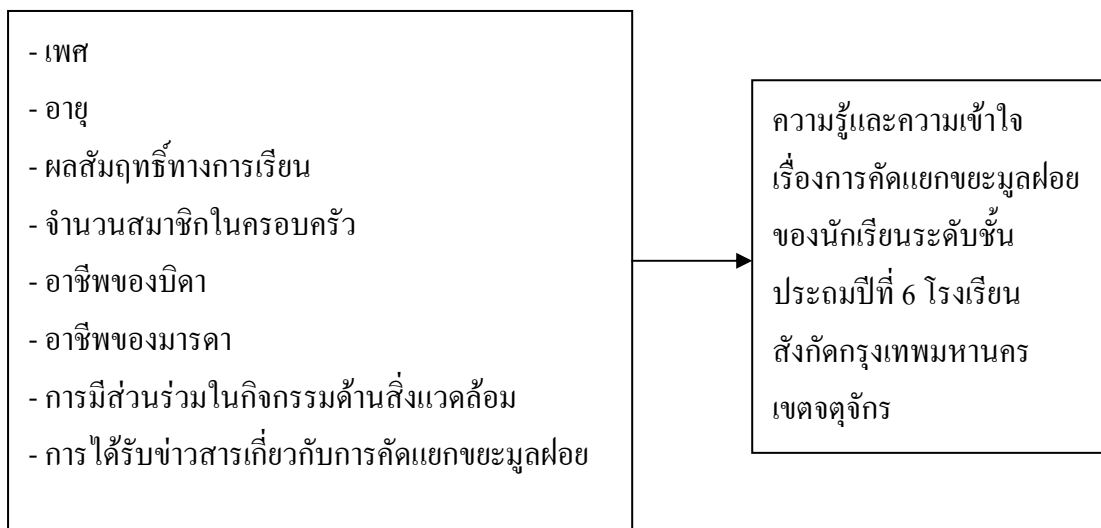 - เพศ
- อายุ
- ผลสัมฤทธิ์ทางการเรียน
- จำนวนสมาชิกในครอบครัว
- อาชีพของบิดา
- อาชีพของมารดา
- การมีส่วนร่วมในกิจกรรมด้านสิ่งแวดล้อม
- การได้รับข่าวสารเกี่ยวกับการคัดแยกขยะมูลฝอย
ความรู้และความเข้าใจ
เรื่องการคัดแยกขยะมูลฝอย
ของนักเรียนระดับชั้น
ประถมปีที่ 6 โรงเรียน
สังกัดกรุงเทพมหานคร
เขตจตุจักร